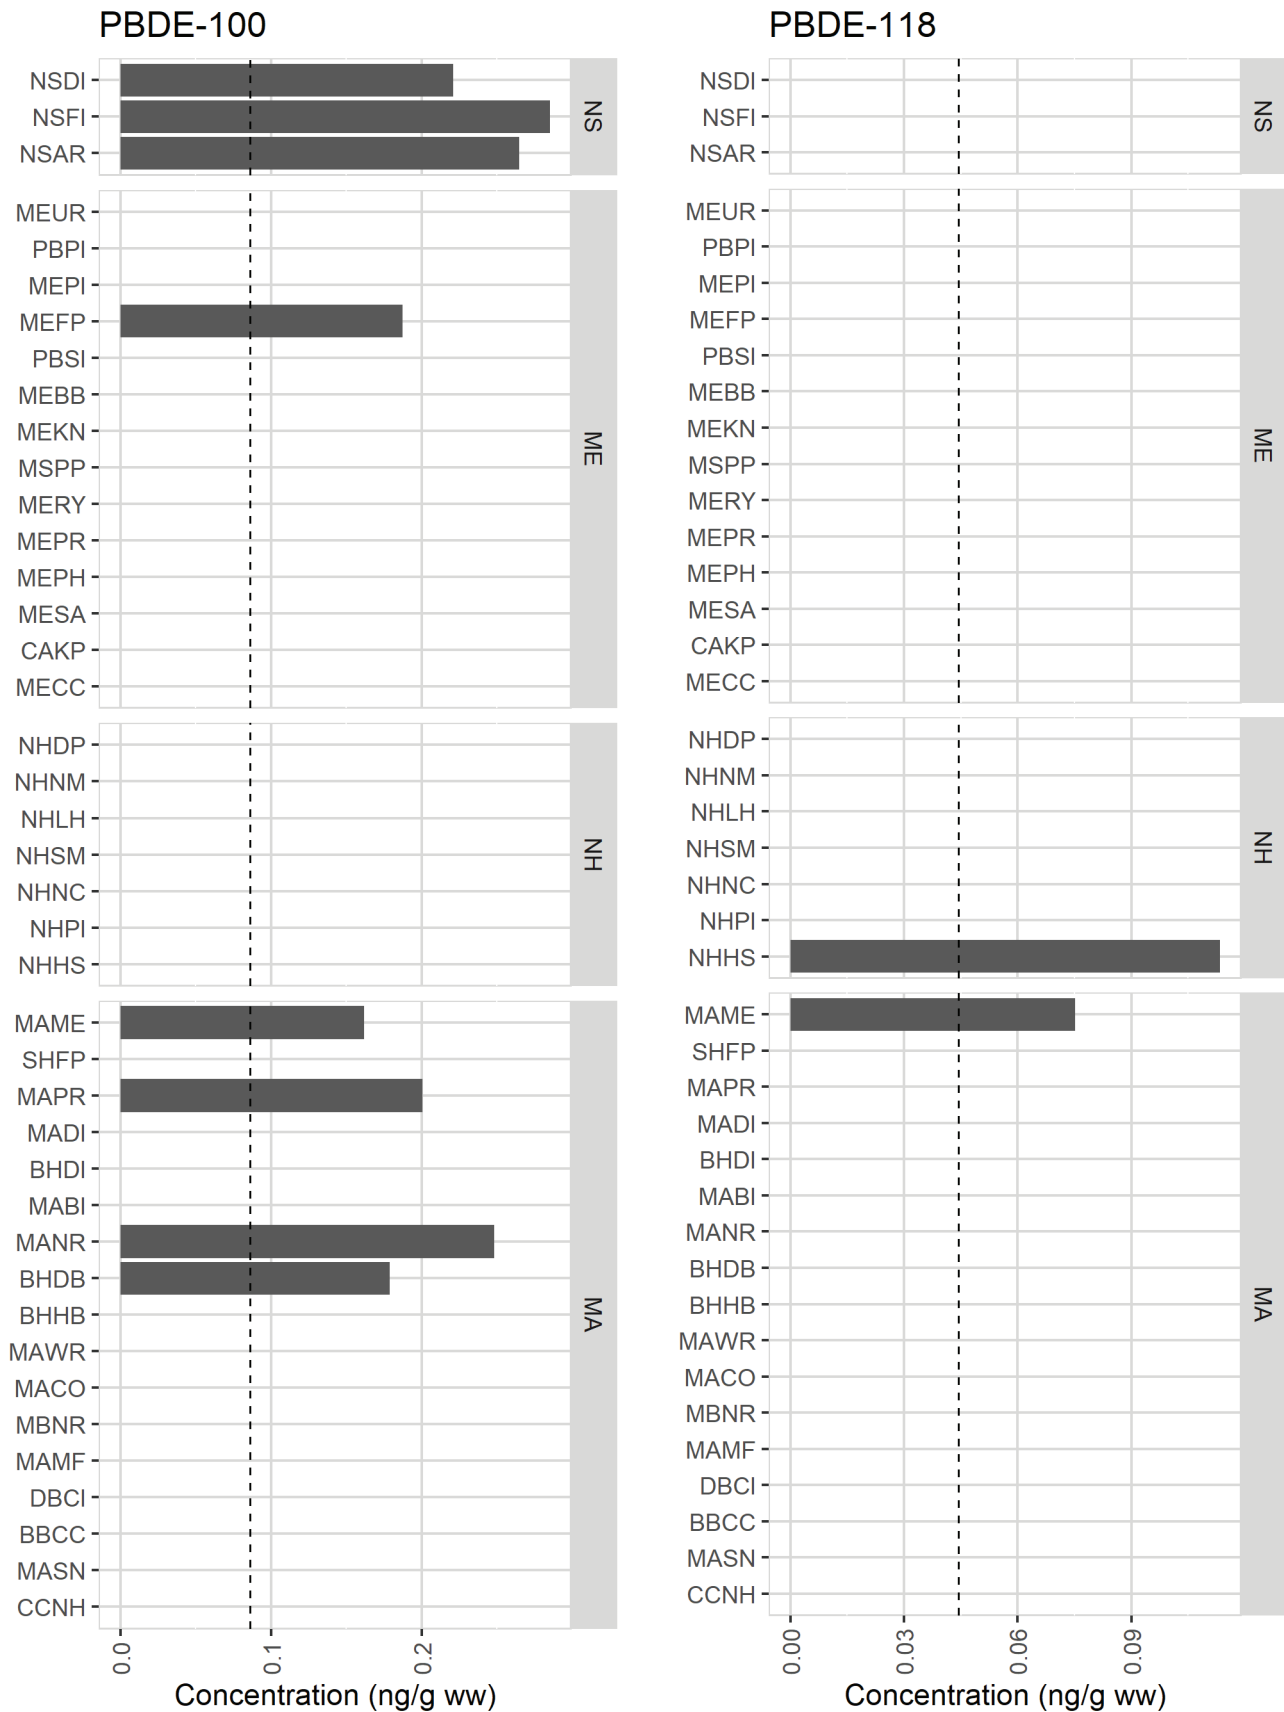 PBDE-100
NSDI
NSFI
NSAR
NS
MEUR
PBPI
MEPI
MEFP
PBSI
MEBB
MEKN
MSPP
MERY
MEPR
MEPH
MESA
CAKP
MECC
ME
NHDP
NHNM
NHLH
NHSM
NHNC
NHPI
NHHS
NH
MAME
SHFP
MAPR
MADI
BHDI
MABI
MANR
BHDB
BHHB
MAWR
MACO
MBNR
MAMF
DBCI
BBCC
MASN
CCNH
MA
0.0
0.1
0.2
Concentration (ng/g ww)
PBDE-118
NSDI
NSFI
NSAR
NS
MEUR
PBPI
MEPI
MEFP
PBSI
MEBB
MEKN
MSPP
MERY
MEPR
MEPH
MESA
CAKP
MECC
ME
NHDP
NHNM
NHLH
NHSM
NHNC
NHPI
NHHS
NH
MAME
SHFP
MAPR
MADI
BHDI
MABI
MANR
BHDB
BHHB
MAWR
MACO
MBNR
MAMF
DBCI
BBCC
MASN
CCNH
MA
0.00
0.03
0.06
0.09
Concentration (ng/g ww)